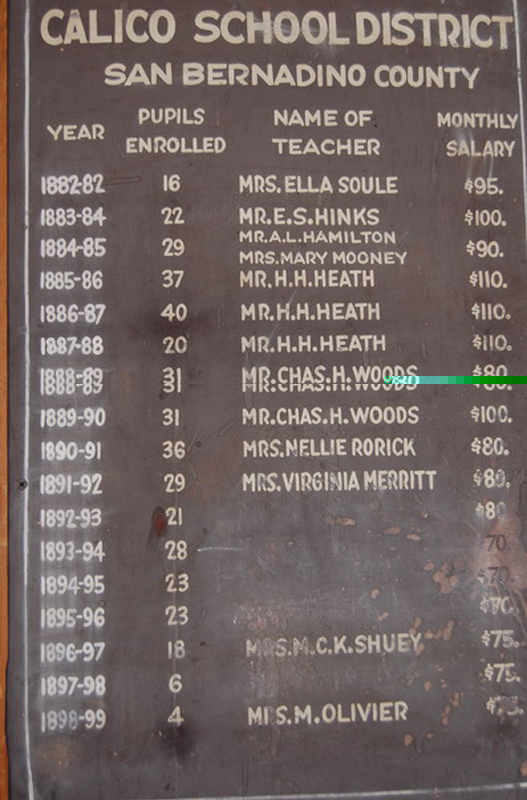 CALICO SCHOOL DISTRICT
SAN BERNADINO COUNTY
YEAR PUPILS ENROLLED NAME OF TEACHER MONTHLY SALARY
1882-82 16 MRS. ELLA SOULE $95.
1883-84 22 MR. E.S. HINKS $100.
1884-85 29 MR. A.L. HAMILTON MRS. MARY MOONEY $90.
1885-86 37 MR. H.H. HEATH $110.
1886-87 40 MR. H.H. HEATH $110.
1887-88 20 MR. H.H. HEATH $110.
1888-89 31 MR. CHAS. H. WOODS $80.
1889-90 31 MR. CHAS. H. WOODS $100.
1890-91 36 MRS. NELLIE RORICK $80.
1891-92 29 MRS. VIRGINIA MERRITT $80.
1892-93 21 $80
1893-94 28 70.
1894-95 23 70.
1895-96 23 $70.
1896-97 18 MRS. M.C.K. SHUEY $75.
1897-98 6 $75.
1898-99 4 M. OLIVIER